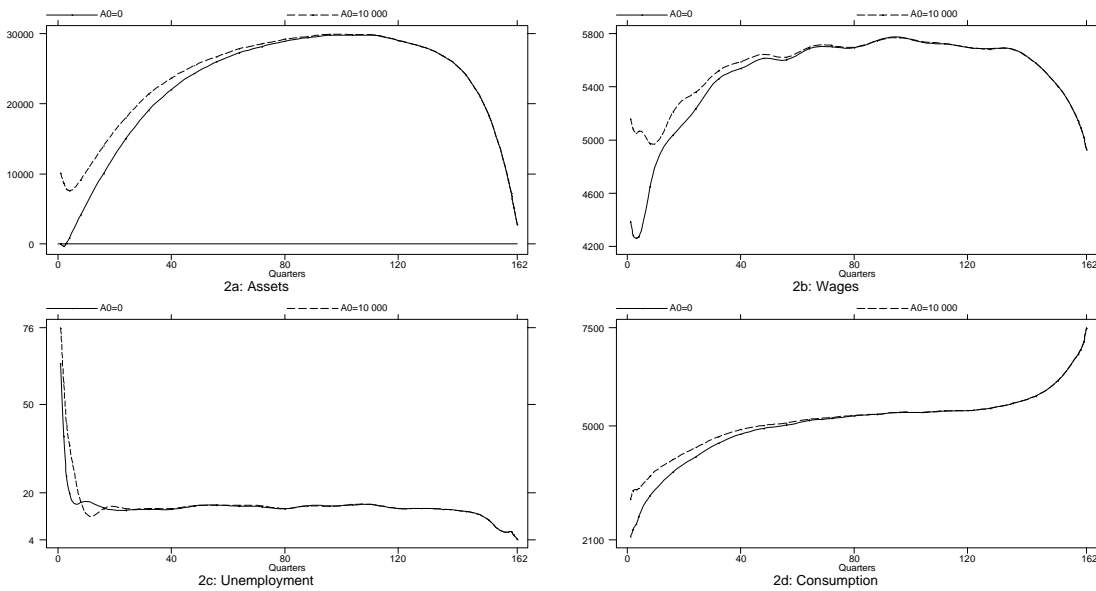 A0=0 A0=10 000
30000
20000
10000
0
0 40 80 120 162
Quarters
2a: Assets
A0=0 A0=10 000
5800
5400
5000
4600
4200
0 40 80 120 162
Quarters
2b: Wages
A0=0 A0=10 000
76
50
20
4
0 40 80 120 162
Quarters
2c: Unemployment
A0=0 A0=10 000
7500
5000
2100
0 40 80 120 162
Quarters
2d: Consumption